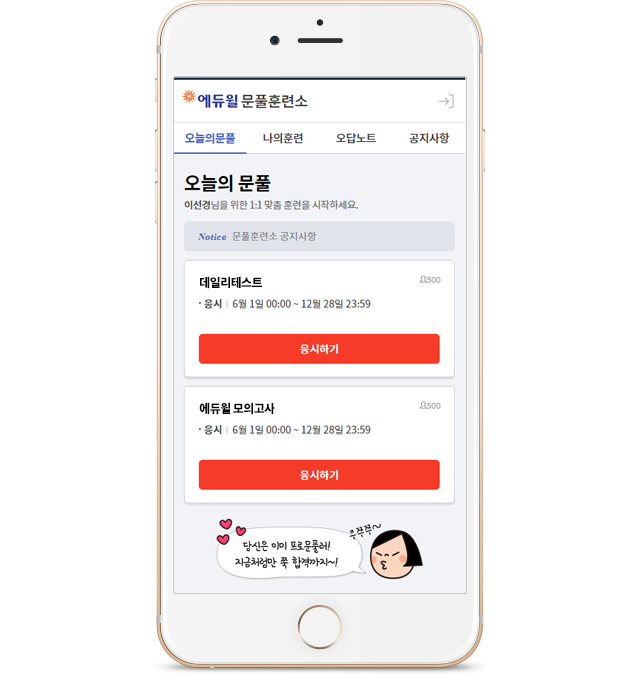 에듀윌 문풀훈련소
오늘의문풀 나의훈련 오답노트 공지사항
오늘의 문풀
이선경님을 위한 1:1 맞춤 훈련을 시작하세요.
Notice 문풀훈련소 공지사항
데일리테스트 500
• 응시 | 6월 1일 00:00 ~ 12월 28일 23:59
응시하기
에듀윌 모의고사 500
• 응시 | 6월 1일 00:00 ~ 12월 28일 23:59
응시하기
우쭈쭈~
당신은 이미 프로문풀러!
지금처럼만 쭉 합격까지~!